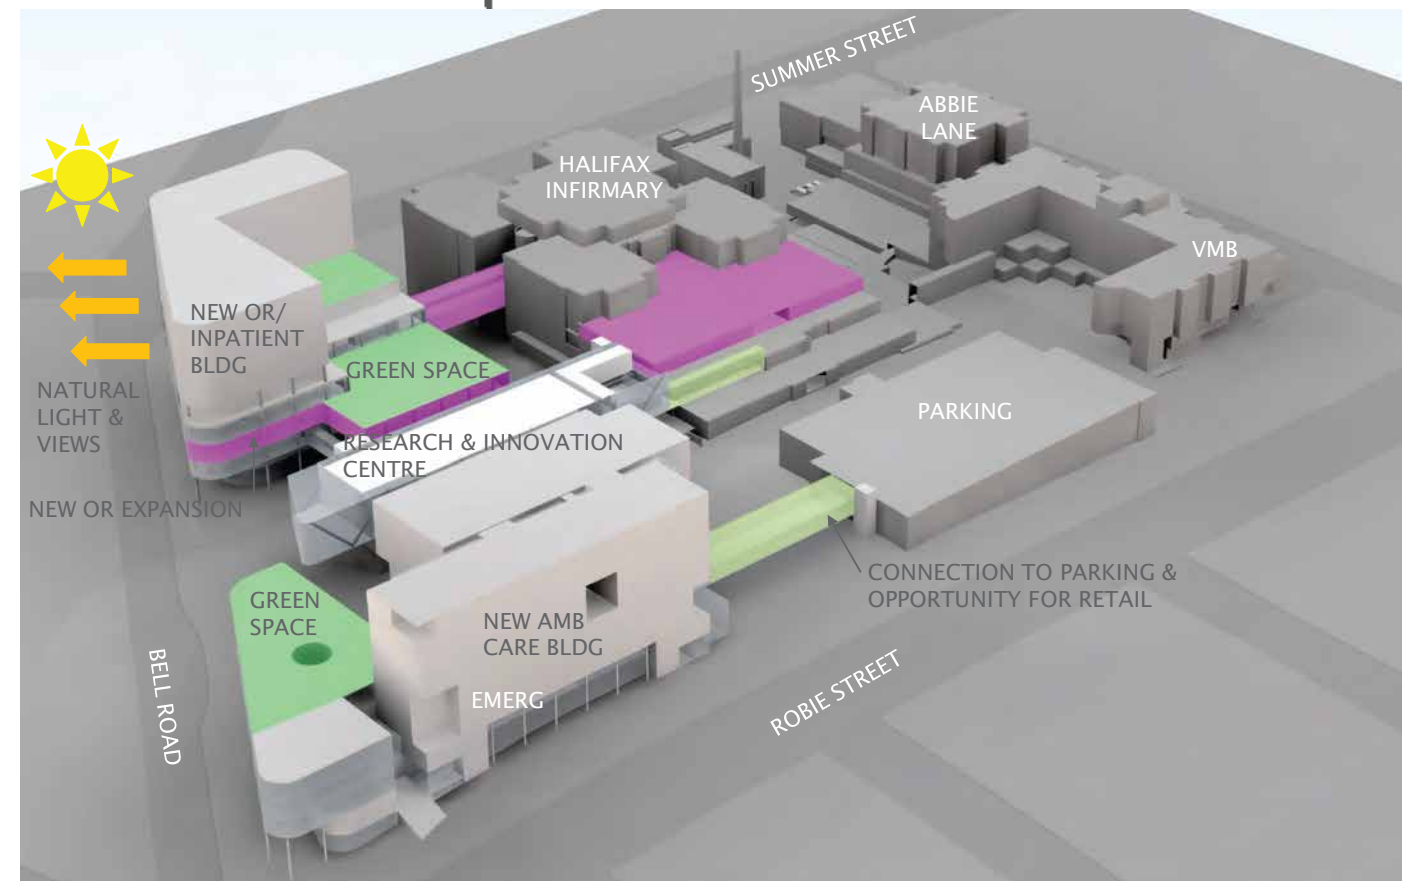 SUMMER STREET
ABBIE
LANE
HALIFAX
INFIRMARY
VMB
NEW OR/
INPATIENT
BLDG
GREEN SPACE
NATURAL
LIGHT &
VIEWS
PARKING
RESEARCH & INNOVATION
CENTRE
NEW OR EXPANSION
CONNECTION TO PARKING &
OPPORTUNITY FOR RETAIL
GREEN
SPACE
NEW AMB
CARE BLDG
EMERG
BELL ROAD
ROBIE STREET